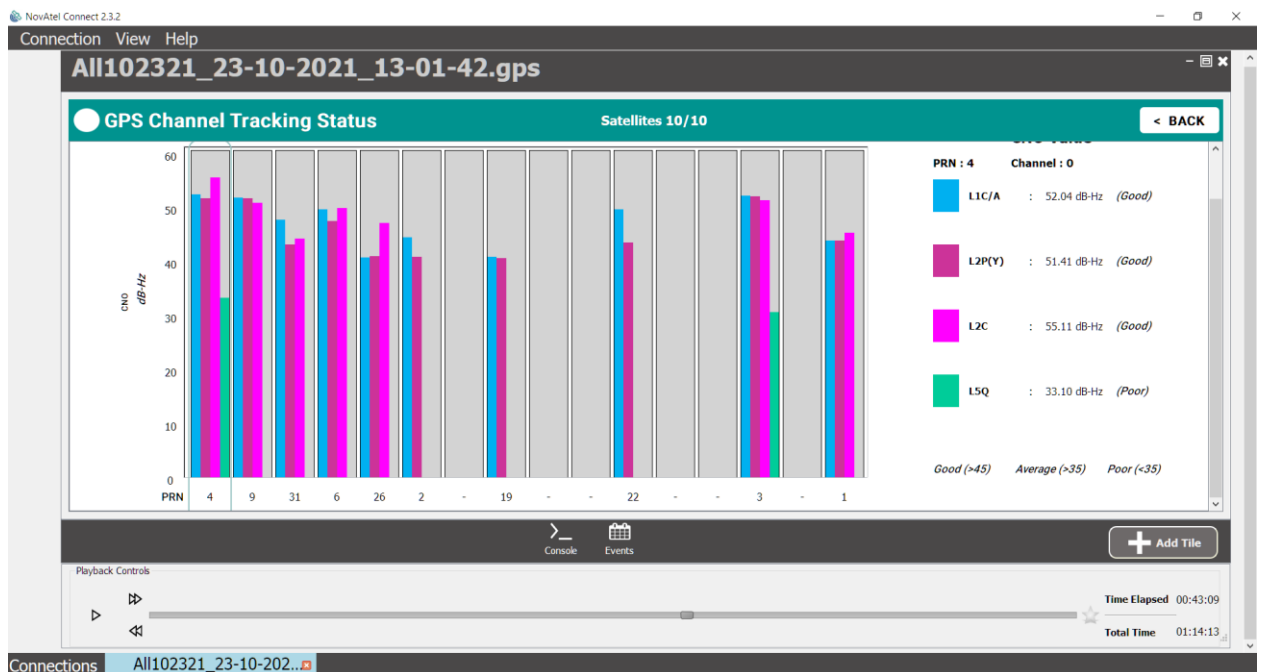 NovAtel Connect 2.3.2
Connection View Help
All102321_23-10-2021_13-01-42.gps
GPS Channel Tracking Status
Satellites 10/10
< BACK
60
50
40
30
20
10
0
CNO
dB-Hz
PRN 4 9 31 6 26 2 - 19 - - 22 - - 3 - 1
PRN : 4 Channel : 0
L1C/A : 52.04 dB-Hz (Good)
L2P(Y) : 51.41 dB-Hz (Good)
L2C : 55.11 dB-Hz (Good)
L5Q : 33.10 dB-Hz (Poor)
Good (>45) Average (>35) Poor (<35)
Console
Events
Add Tile
Playback Controls
Time Elapsed 00:43:09
Total Time 01:14:13
Connections All102321_23-10-202...